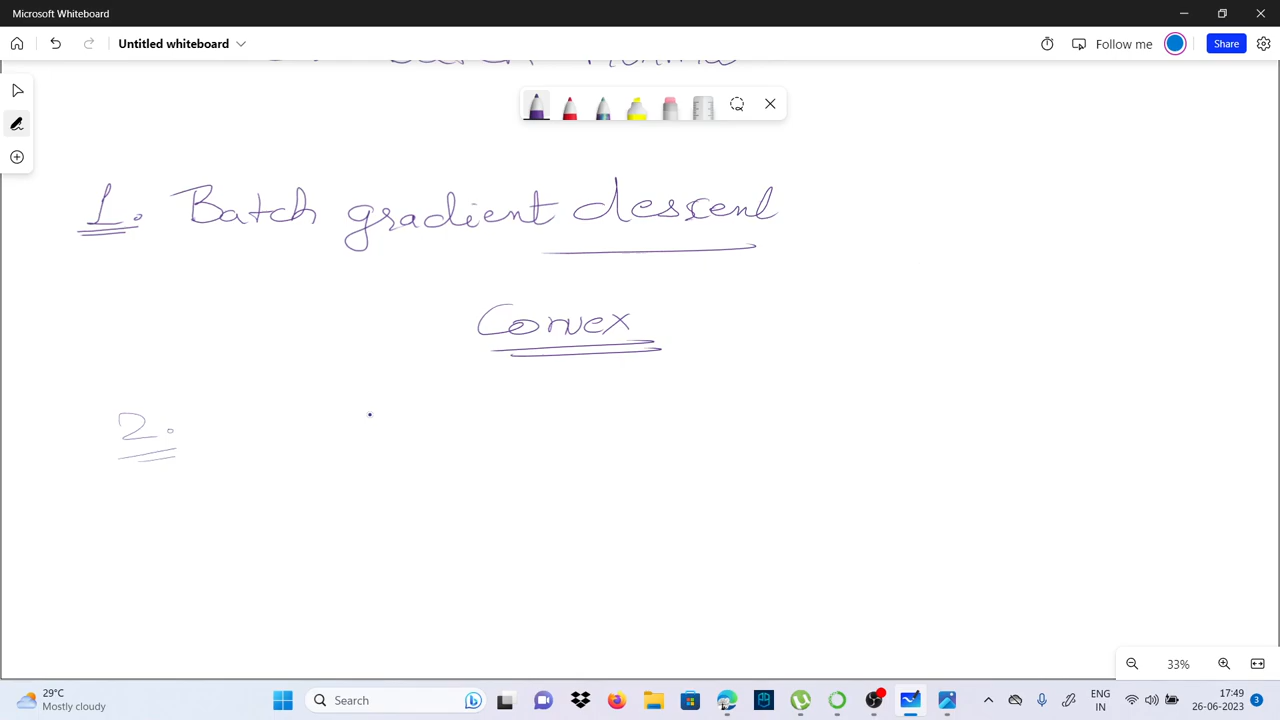 Microsoft Whiteboard
Untitled whiteboard
Follow me
Share
1. Batch gradient descent
Convex
2.
33%
29°C
Mostly cloudy
Search
ENG
IN
17:49
26-06-2023
3